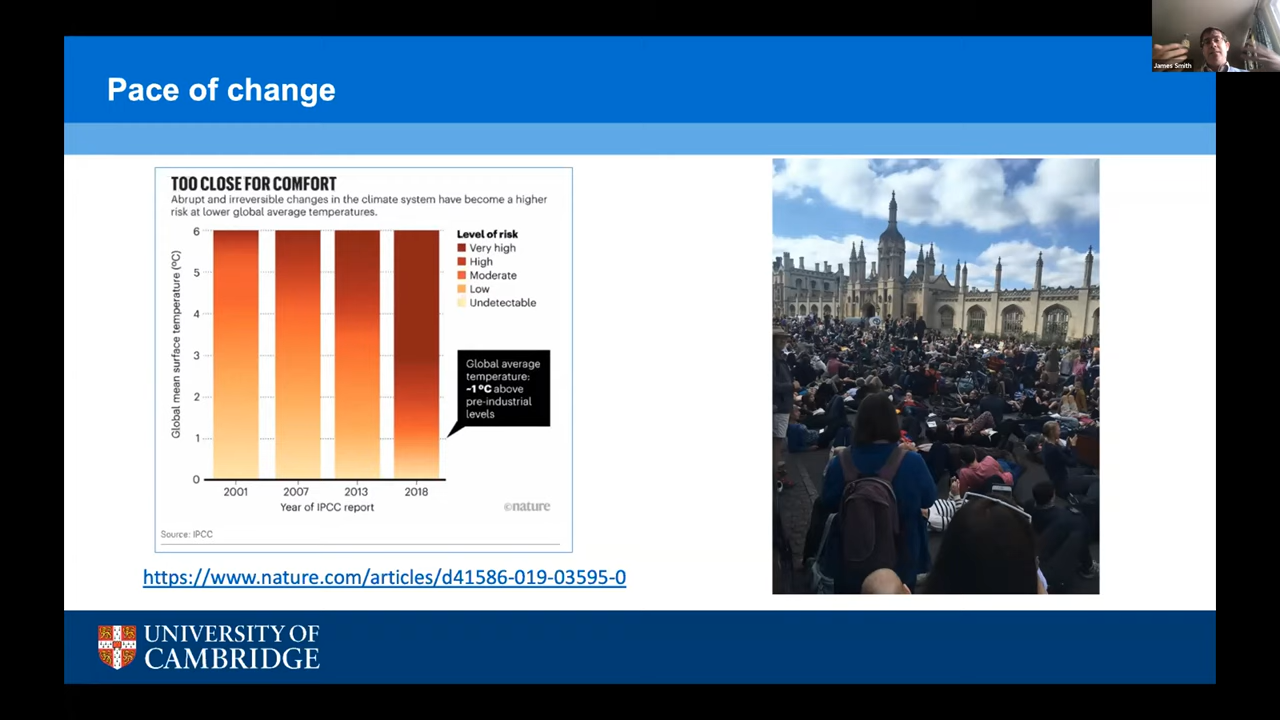 James Smith
Pace of change
TOO CLOSE FOR COMFORT
Abrupt and irreversible changes in the climate system have become a higher
risk at lower global average temperatures.
Global mean surface temperature (ºC)
6
5
4
3
2
1
0
2001 2007 2013 2018
Year of IPCC report
Level of risk
Very high
High
Moderate
Low
Undetectable
Global average
temperature:
~1 ºC above
pre-industrial
levels
©nature
Source: IPCC
https://www.nature.com/articles/d41586-019-03595-0
UNIVERSITY OF
CAMBRIDGE